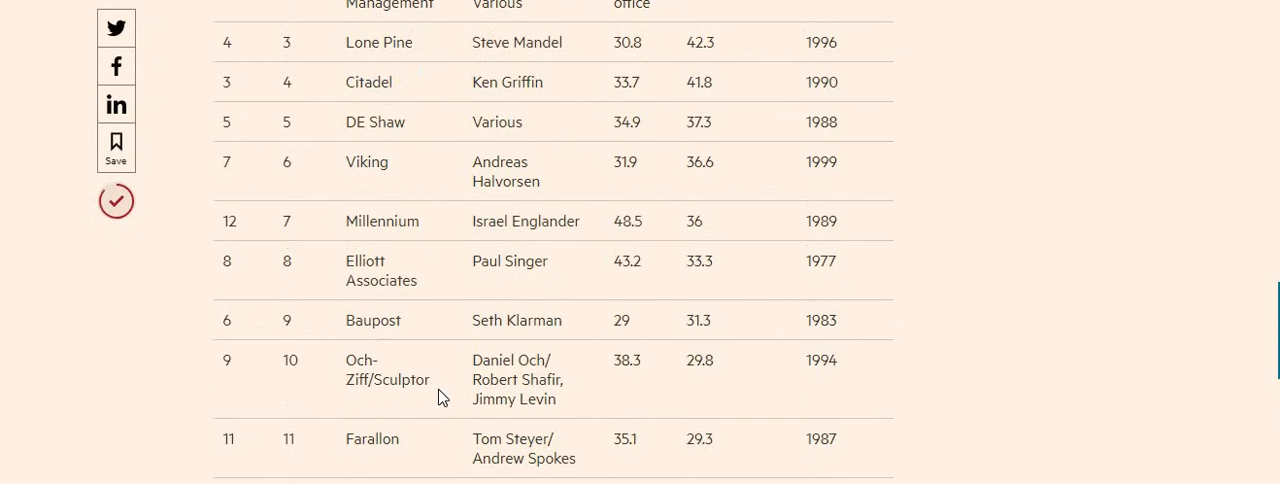 Management Various office
4 3 Lone Pine Steve Mandel 30.8 42.3 1996
3 4 Citadel Ken Griffin 33.7 41.8 1990
5 5 DE Shaw Various 34.9 37.3 1988
7 6 Viking Andreas 31.9 36.6 1999
Halvorsen
12 7 Millennium Israel Englander 48.5 36 1989
8 8 Elliott Paul Singer 43.2 33.3 1977
Associates
6 9 Baupost Seth Klarman 29 31.3 1983
9 10 Och- Daniel Och/ 38.3 29.8 1994
Ziff/Sculptor Robert Shafir,
Jimmy Levin
11 11 Farallon Tom Steyer/ 35.1 29.3 1987
Andrew Spokes
in
Save